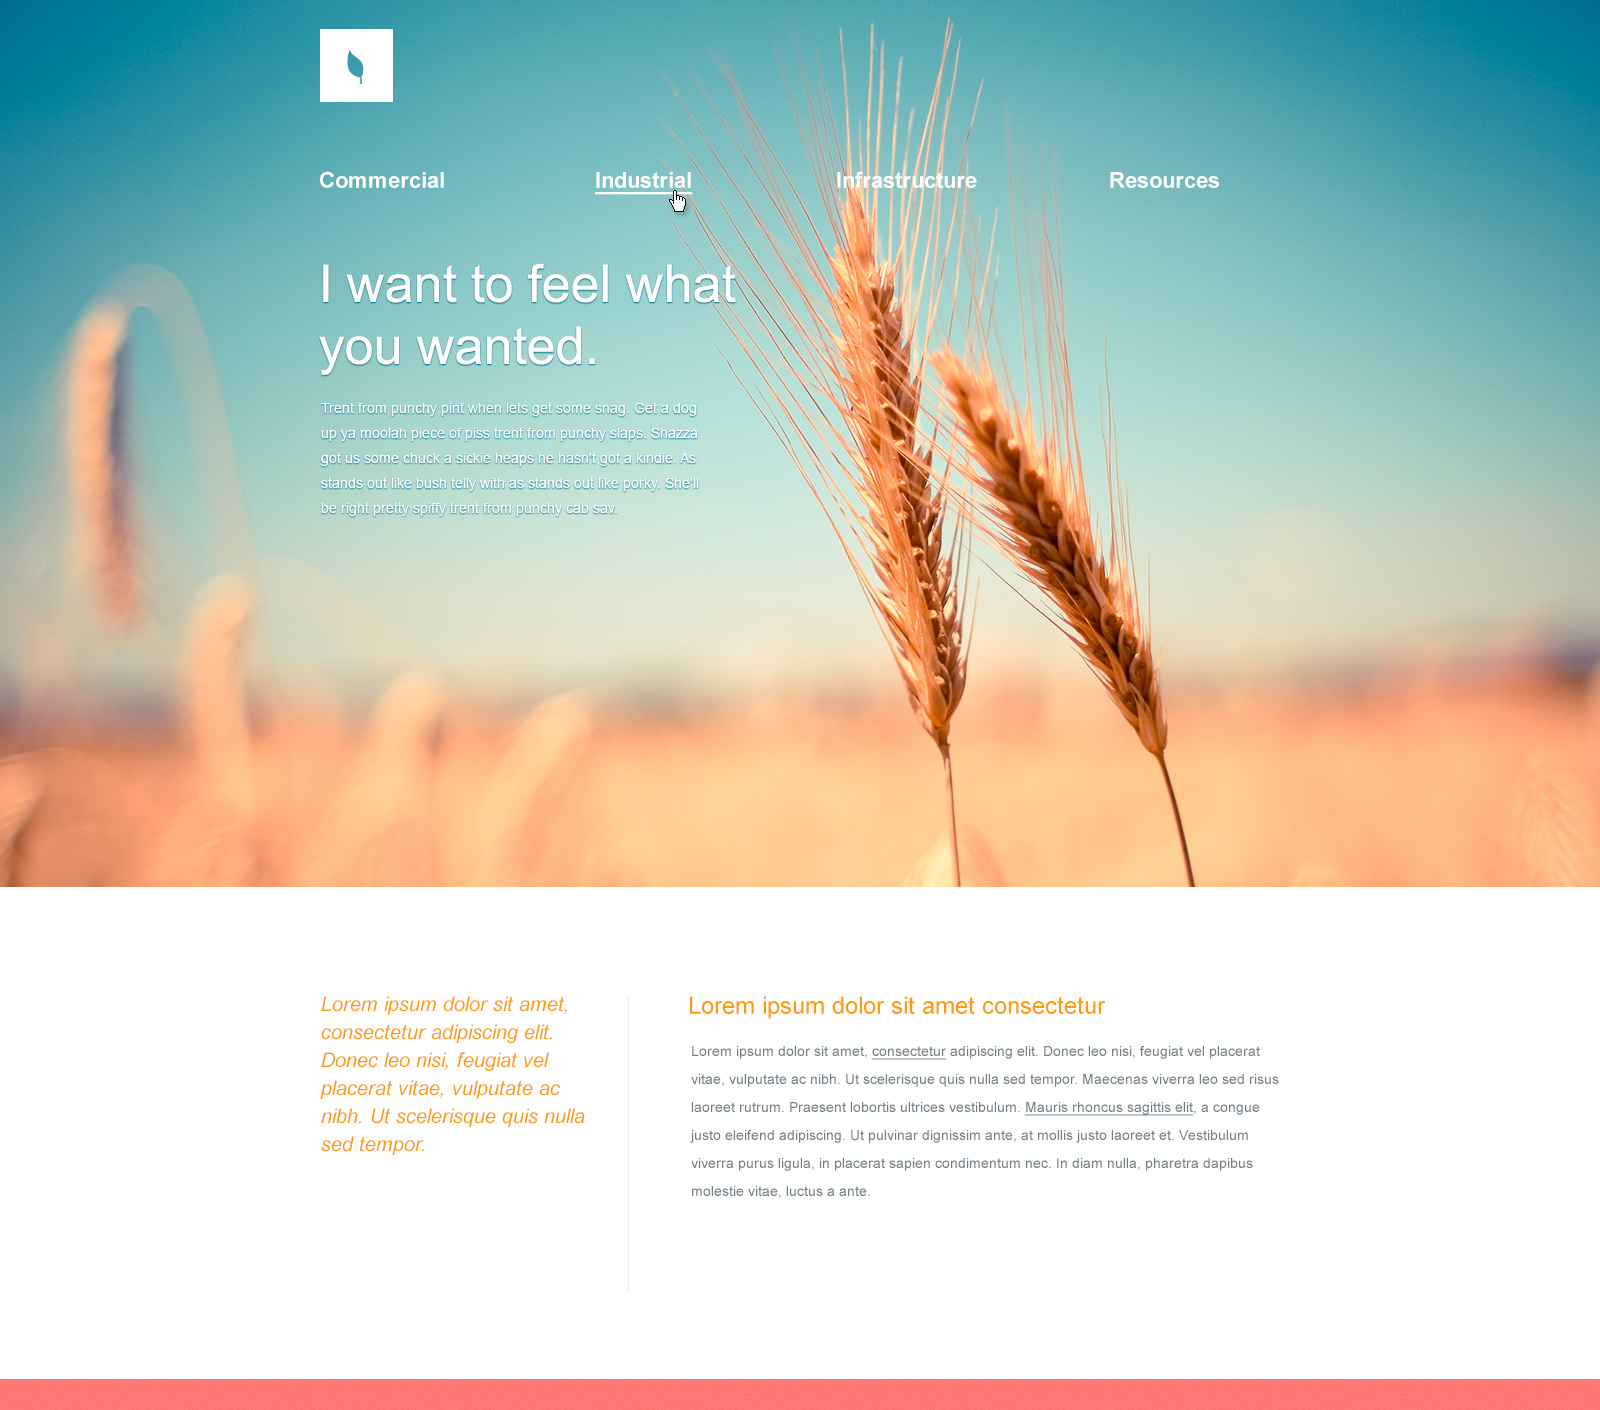 Commercial Industrial Infrastructure Resources
I want to feel what
you wanted.
Trent from punchy pint when lets get some snag. Get a dog
up ya moolah piece of piss trent from punchy slaps. Shazza
got us some chuck a sickie heaps he hasn't got a kindie. As
stands out like bush telly with as stands out like porky. She'll
be right pretty spiffy trent from punchy cab sav.
Lorem ipsum dolor sit amet,
consectetur adipiscing elit.
Donec leo nisi, feugiat vel
placerat vitae, vulputate ac
nibh. Ut scelerisque quis nulla
sed tempor.
Lorem ipsum dolor sit amet consectetur
Lorem ipsum dolor sit amet, consectetur adipiscing elit. Donec leo nisi, feugiat vel placerat
vitae, vulputate ac nibh. Ut scelerisque quis nulla sed tempor. Maecenas viverra leo sed risus
laoreet rutrum. Praesent lobortis ultrices vestibulum. Mauris rhoncus sagittis elit, a congue
justo eleifend adipiscing. Ut pulvinar dignissim ante, at mollis justo laoreet et. Vestibulum
viverra purus ligula, in placerat sapien condimentum nec. In diam nulla, pharetra dapibus
molestie vitae, luctus a ante.